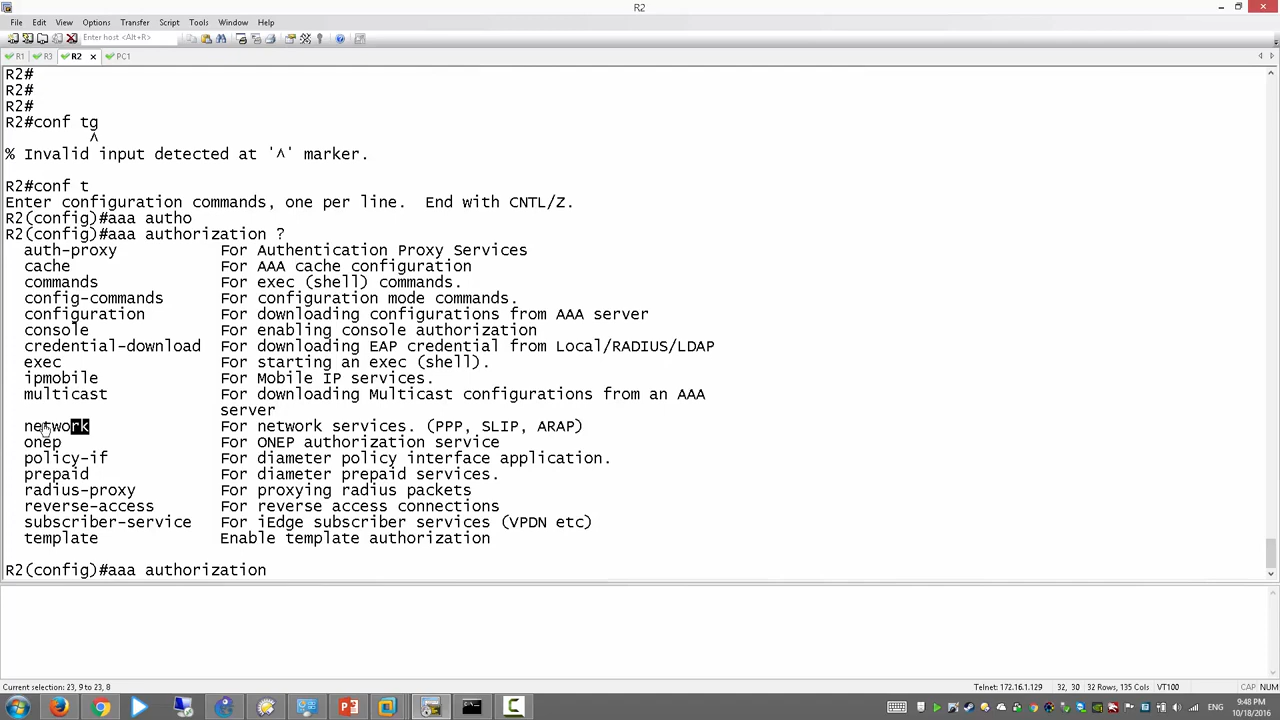 R2
File Edit View Options Transfer Script Tools Window Help
Enter host <Alt+R>
R1 R3 R2 PC1
R2#
R2#
R2#
R2#conf tg
^
% Invalid input detected at '^' marker.
R2#conf t
Enter configuration commands, one per line.  End with CNTL/Z.
R2(config)#aaa autho
R2(config)#aaa authorization ?
auth-proxy For Authentication Proxy Services
cache For AAA cache configuration
commands For exec (shell) commands.
config-commands For configuration mode commands.
configuration For downloading configurations from AAA server
console For enabling console authorization
credential-download For downloading EAP credential from Local/RADIUS/LDAP
exec For starting an exec (shell).
ipmobile For Mobile IP services.
multicast For downloading Multicast configurations from an AAA
server
network For network services. (PPP, SLIP, ARAP)
onep For ONEP authorization service
policy-if For diameter policy interface application.
prepaid For diameter prepaid services.
radius-proxy For proxying radius packets
reverse-access For reverse access connections
subscriber-service For iEdge subscriber services (VPDN etc)
template Enable template authorization
R2(config)#aaa authorization
Current selection: 23, 9 to 23, 8 Telnet: 172.16.1.129 32, 30 32 Rows, 135 Cols VT100 CAP NUM
ENG 9:48 PM
10/18/2016